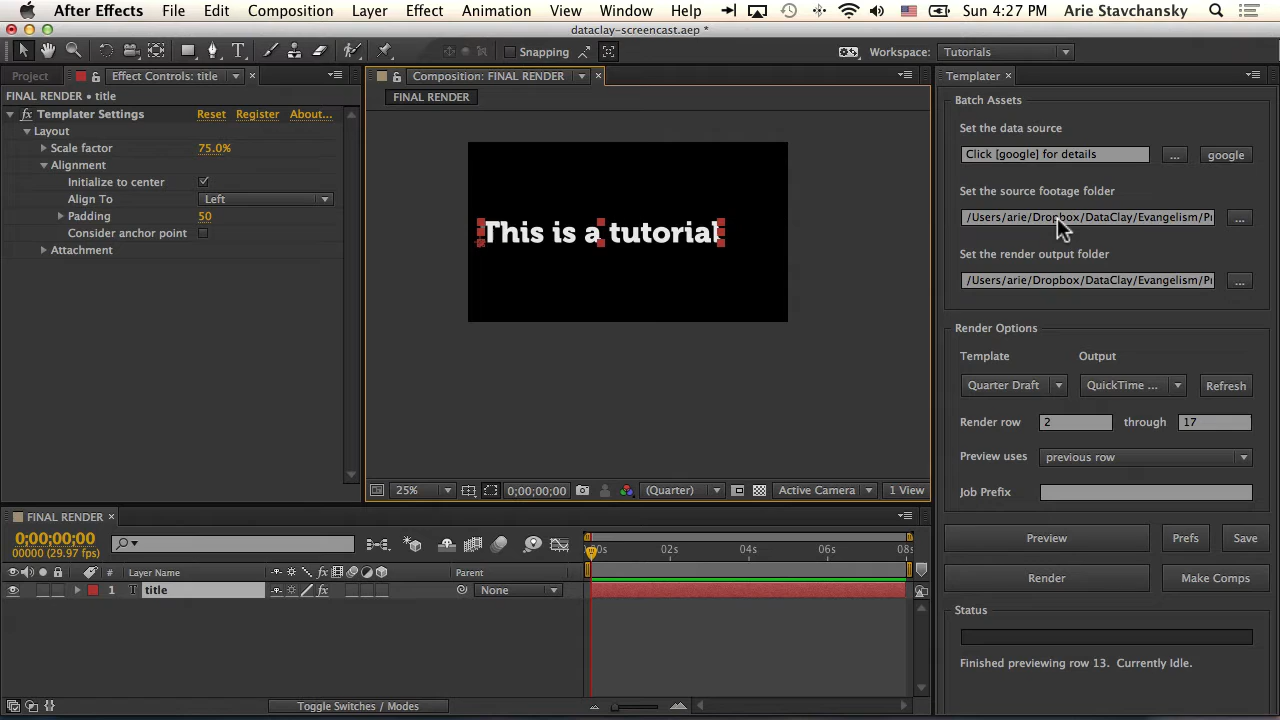 After Effects File Edit Composition Layer Effect Animation View Window Help Sun 4:27 PM Arie Stavchansky
dataclay-screencast.aep *
Snapping Workspace: Tutorials
Project Effect Controls: title
FINAL RENDER • title
fx Templater Settings Reset Register About...
Layout
Scale factor 75.0%
Alignment
Initialize to center
Align To Left
Padding 50
Consider anchor point
Attachment
Composition: FINAL RENDER
FINAL RENDER
This is a tutorial
25% 0;00;00;00 (Quarter) Active Camera 1 View
Templater
Batch Assets
Set the data source
Click [google] for details ... google
Set the source footage folder
/Users/arie/Dropbox/DataClay/Evangelism/Pr ...
Set the render output folder
/Users/arie/Dropbox/DataClay/Evangelism/Pr ...
Render Options
Template Output
Quarter Draft QuickTime ... Refresh
Render row 2 through 17
Preview uses previous row
Job Prefix
Preview Prefs Save
Render Make Comps
Status
Finished previewing row 13. Currently Idle.
FINAL RENDER
0;00;00;00
00000 (29.97 fps)
02s 04s 06s 08s
# Layer Name fx Parent
1 T title fx None
Toggle Switches / Modes